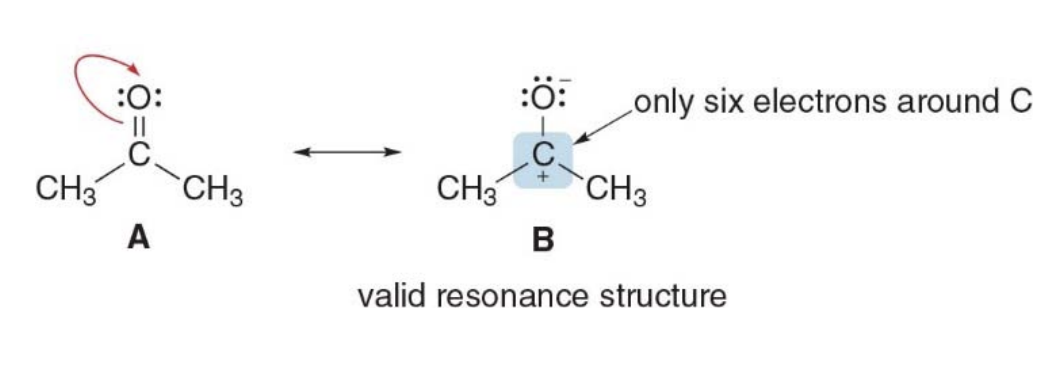 :O:
:Ö:⁻
only six electrons around C
C
C
+
CH₃
CH₃
CH₃
CH₃
A
B
valid resonance structure